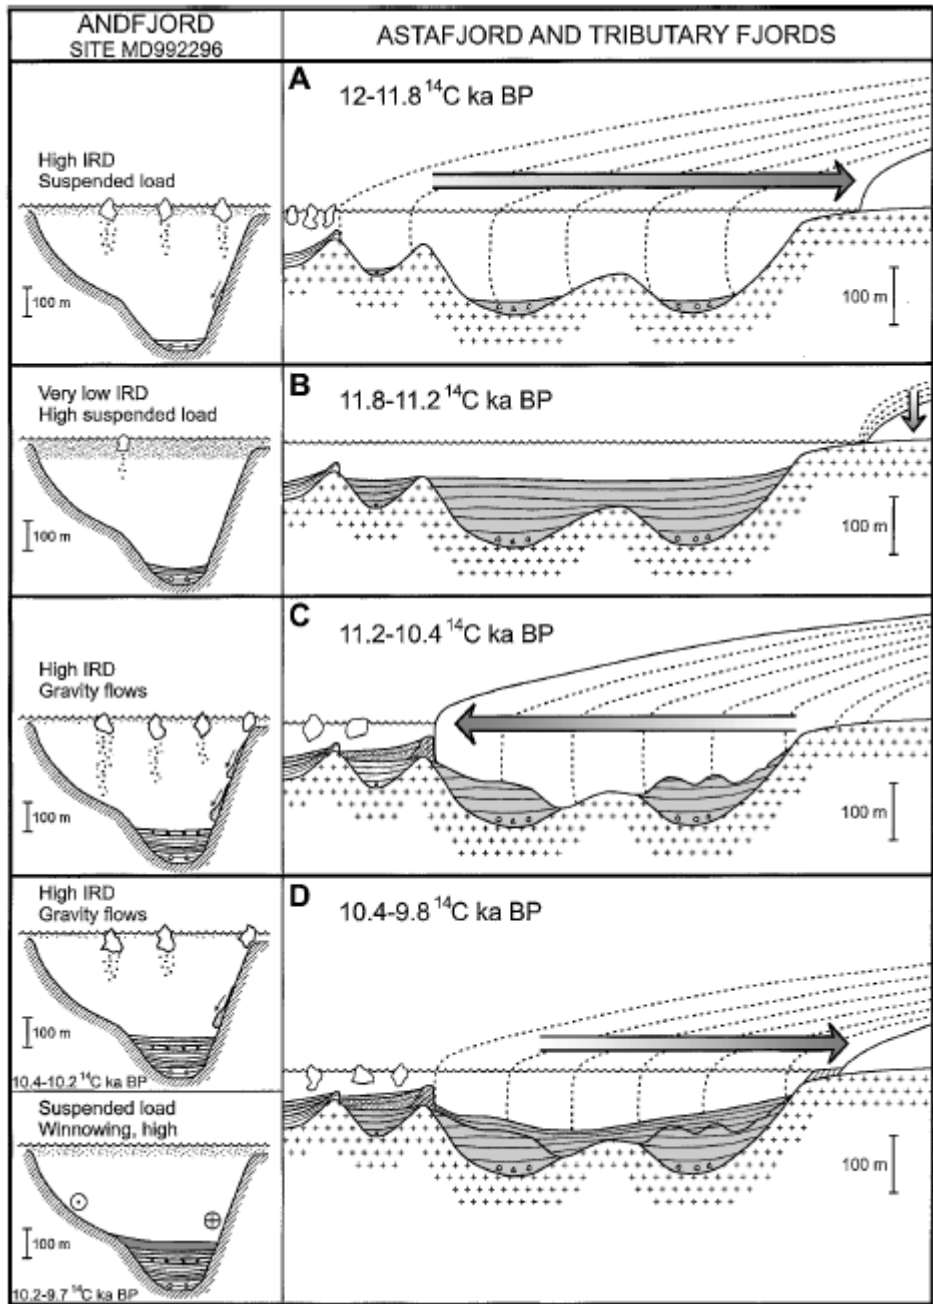 ANDFJORD
SITE MD992296
ASTAFJORD AND TRIBUTARY FJORDS
High IRD
Suspended load
100 m
A
12-11.8 ¹⁴C ka BP
100 m
Very low IRD
High suspended load
100 m
B
11.8-11.2 ¹⁴C ka BP
100 m
High IRD
Gravity flows
100 m
C
11.2-10.4 ¹⁴C ka BP
100 m
High IRD
Gravity flows
100 m
10.4-10.2 ¹⁴C ka BP
D
10.4-9.8 ¹⁴C ka BP
100 m
Suspended load
Winnowing, high
100 m
10.2-9.7 ¹⁴C ka BP